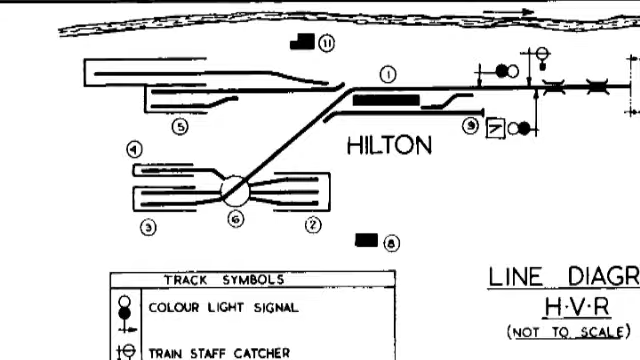 11
1
5
9
7
HILTON
4
3
6
2
8
TRACK SYMBOLS
COLOUR LIGHT SIGNAL
TRAIN STAFF CATCHER
LINE DIAGR
H·V·R
(NOT TO SCALE)